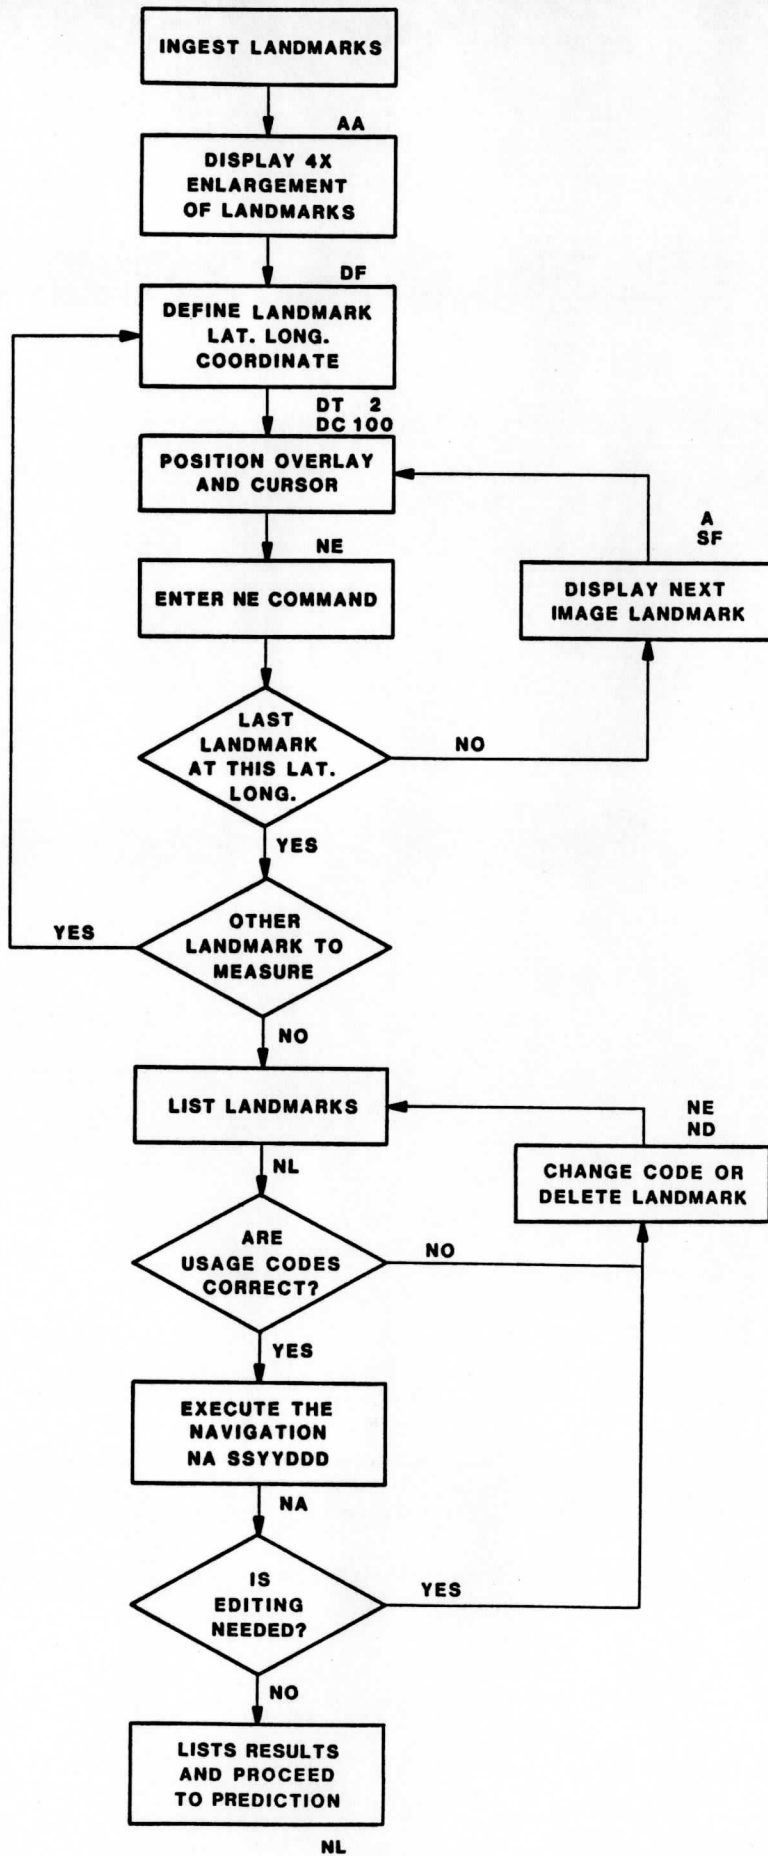 INGEST LANDMARKS
AA
DISPLAY 4X
ENLARGEMENT
OF LANDMARKS
DF
DEFINE LANDMARK
LAT. LONG.
COORDINATE
DT 2
DC 100
POSITION OVERLAY
AND CURSOR
NE
ENTER NE COMMAND
A
SF
DISPLAY NEXT
IMAGE LANDMARK
LAST
LANDMARK
AT THIS LAT.
LONG.
NO
YES
OTHER
LANDMARK TO
MEASURE
YES
NO
LIST LANDMARKS
NE
ND
CHANGE CODE OR
DELETE LANDMARK
NL
ARE
USAGE CODES
CORRECT?
NO
YES
EXECUTE THE
NAVIGATION
NA SSYYDDD
NA
IS
EDITING
NEEDED?
YES
NO
LISTS RESULTS
AND PROCEED
TO PREDICTION
NL